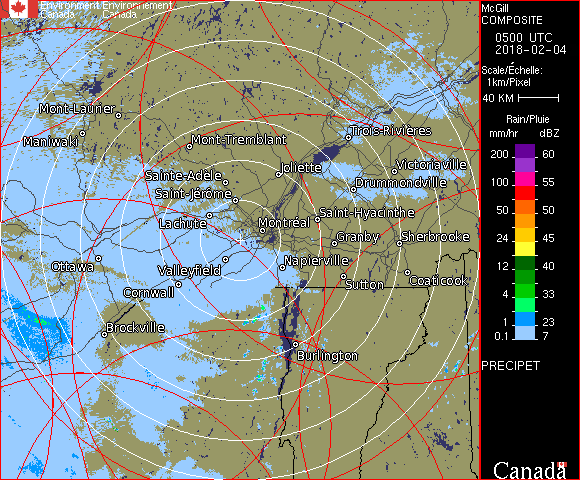 Environment Environnement
Canada Canada
McGill
COMPOSITE
0500 UTC
2018-02-04
Scale/Échelle:
1km/Pixel
40 KM
Rain/Pluie
mm/hr dBZ
200 60
100 55
50 50
24 45
12 40
4 33
1 23
0.1 7
PRECIPET
Canada
Mont-Laurier
Maniwaki
Mont-Tremblant
Trois-Rivières
Joliette
Victoriaville
Sainte-Adèle
Drummondville
Saint-Jérôme
Lachute
Saint-Hyacinthe
Montréal
Granby
Sherbrooke
Ottawa
Valleyfield
Napierville
Cornwall
Sutton
Coaticook
Brockville
Burlington